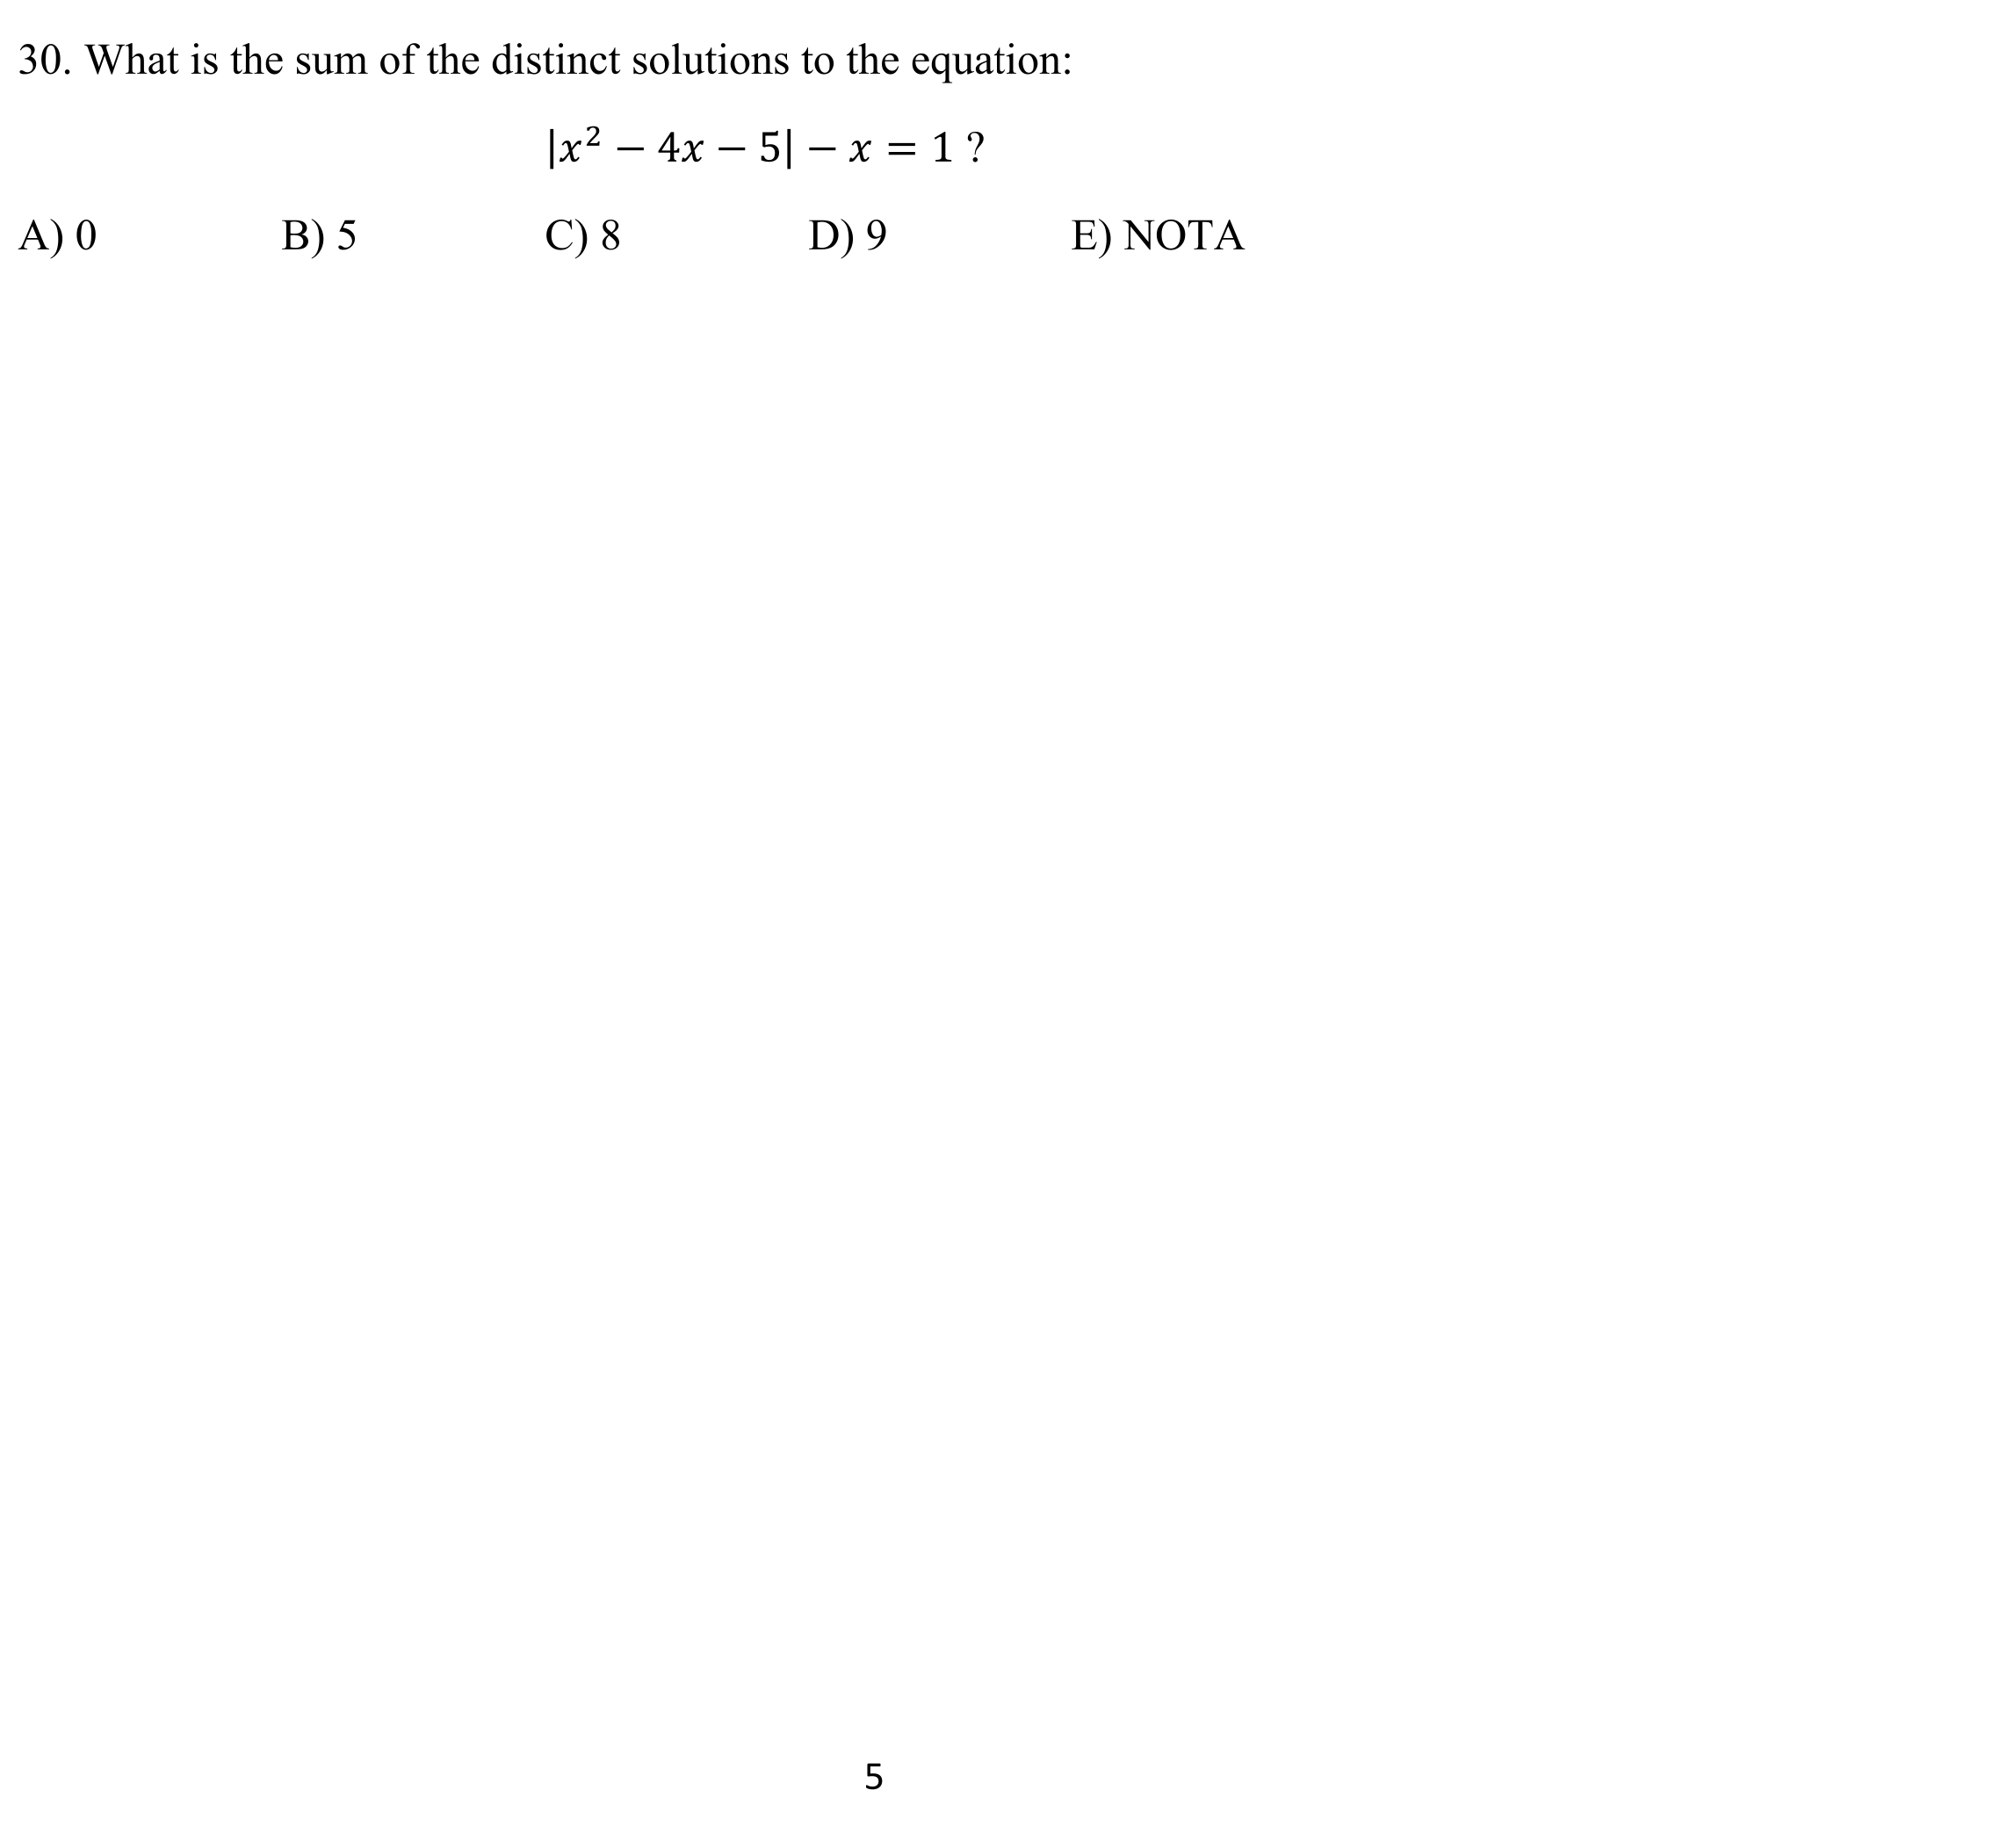 30. What is the sum of the distinct solutions to the equation:
|x² − 4x − 5| − x = 1 ?
A) 0 B) 5 C) 8 D) 9 E) NOTA
5